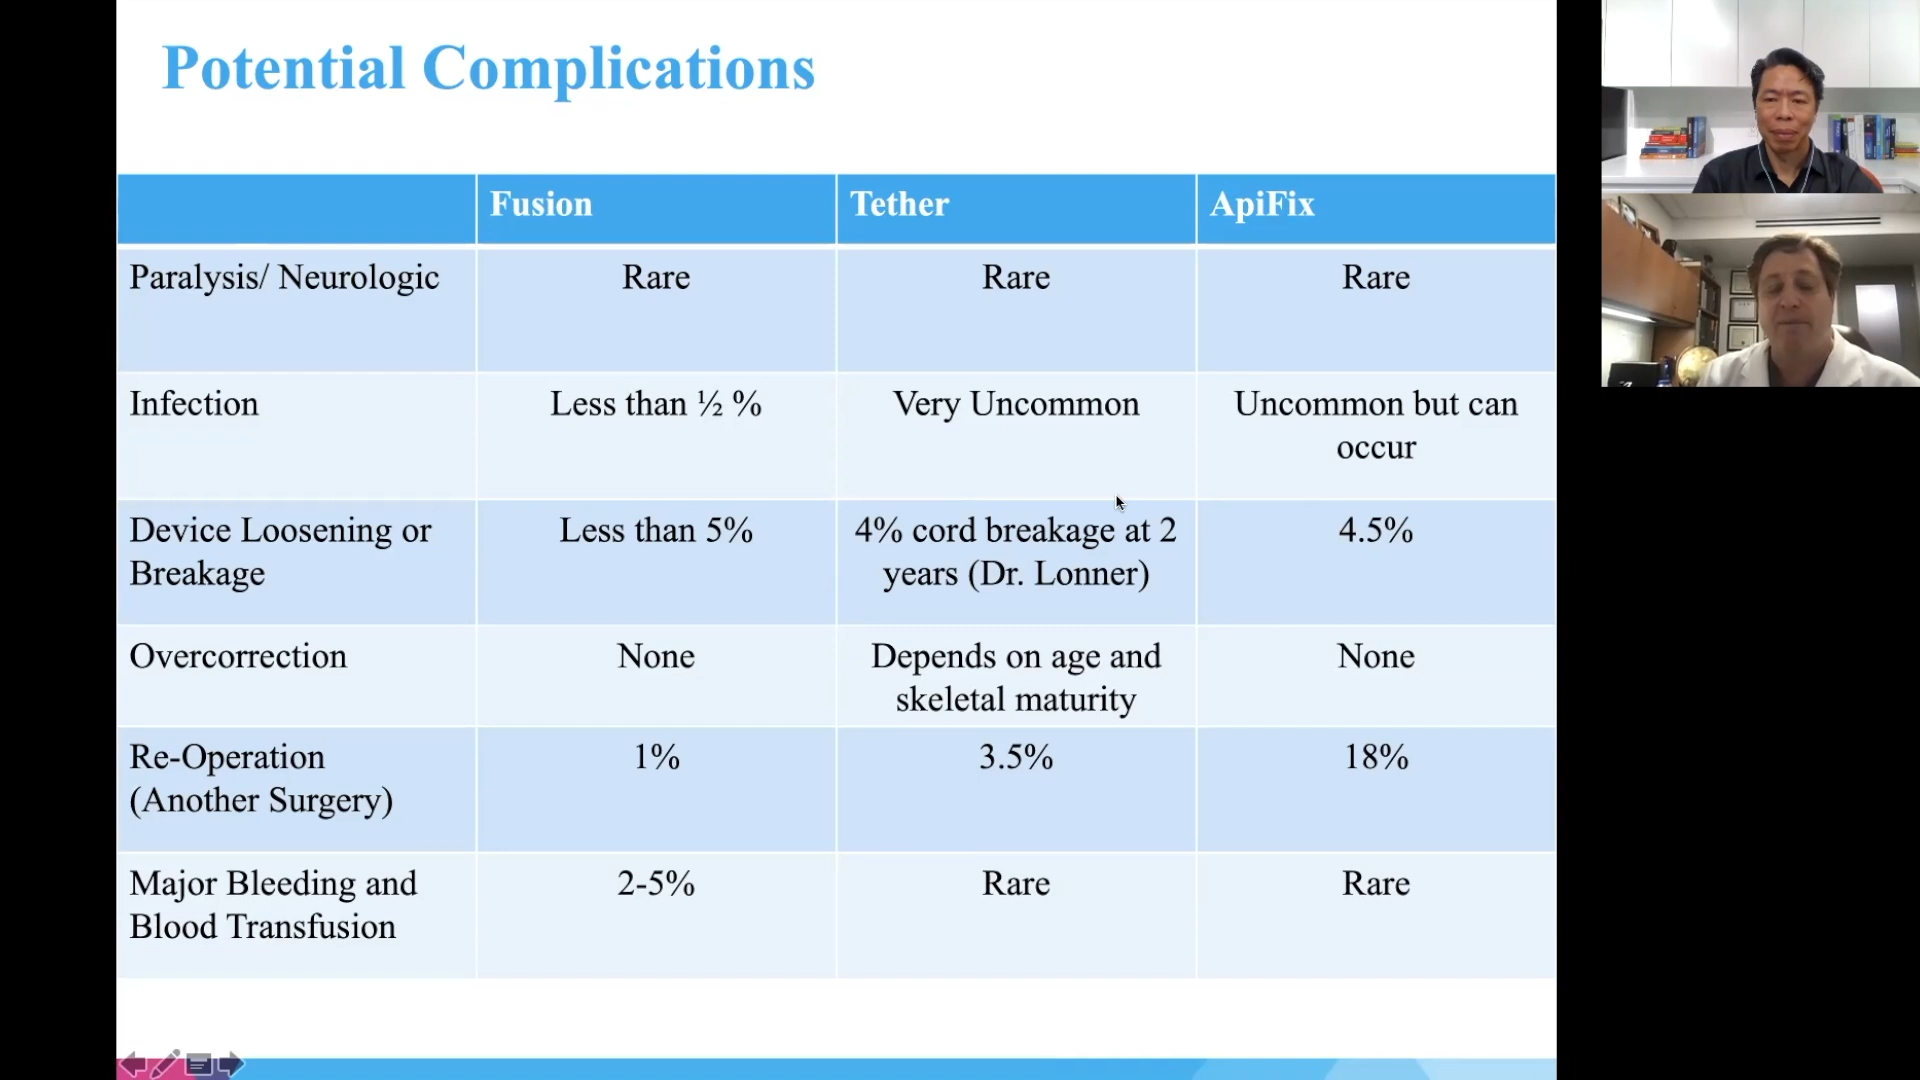 Potential Complications
Fusion Tether ApiFix
Paralysis/ Neurologic Rare Rare Rare
Infection Less than ½ % Very Uncommon Uncommon but can
occur
Device Loosening or Less than 5% 4% cord breakage at 2 4.5%
Breakage years (Dr. Lonner)
Overcorrection None Depends on age and None
skeletal maturity
Re-Operation 1% 3.5% 18%
(Another Surgery)
Major Bleeding and 2-5% Rare Rare
Blood Transfusion